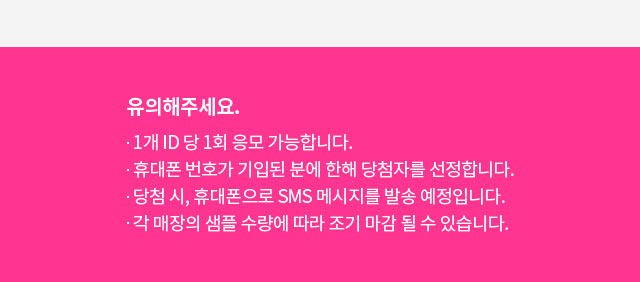 유의해주세요.
· 1개 ID 당 1회 응모 가능합니다.
· 휴대폰 번호가 기입된 분에 한해 당첨자를 선정합니다.
· 당첨 시, 휴대폰으로 SMS 메시지를 발송 예정입니다.
· 각 매장의 샘플 수량에 따라 조기 마감 될 수 있습니다.